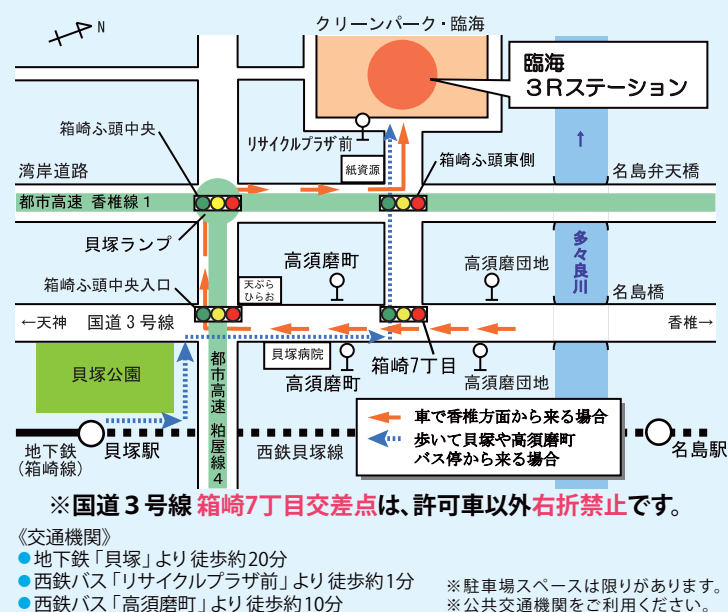 N
クリーンパーク・臨海
臨海
3Rステーション
箱崎ふ頭中央
リサイクルプラザ前
紙資源
箱崎ふ頭東側
湾岸道路
名島弁天橋
都市高速 香椎線1
貝塚ランプ
高須磨町
高須磨団地
多々良川
箱崎ふ頭中央入口
天ぷら
ひらお
名島橋
←天神 国道3号線
香椎→
貝塚病院
箱崎7丁目
貝塚公園
高須磨町
高須磨団地
都市高速 粕屋線4
車で香椎方面から来る場合
歩いて貝塚や高須磨町
バス停から来る場合
地下鉄
(箱崎線)
貝塚駅
西鉄貝塚線
名島駅
※国道3号線 箱崎7丁目交差点は、許可車以外右折禁止です。
《交通機関》
●地下鉄「貝塚」より徒歩約20分
●西鉄バス「リサイクルプラザ前」より徒歩約1分
●西鉄バス「高須磨町」より徒歩約10分
※駐車場スペースは限りがあります。
※公共交通機関をご利用ください。